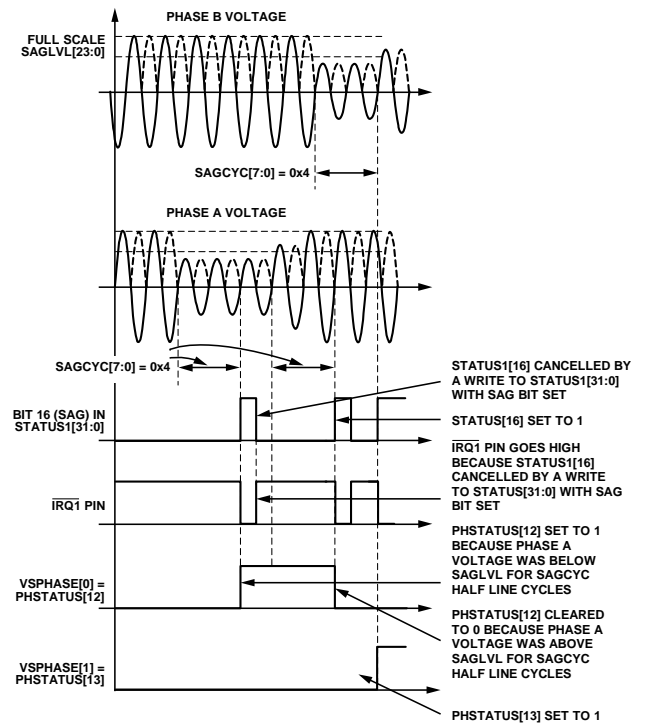 PHASE B VOLTAGE
FULL SCALE
SAGLVL[23:0]
SAGCYC[7:0] = 0x4
PHASE A VOLTAGE
SAGCYC[7:0] = 0x4
STATUS1[16] CANCELLED BY
A WRITE TO STATUS1[31:0]
WITH SAG BIT SET
BIT 16 (SAG) IN
STATUS1[31:0]
STATUS[16] SET TO 1
IRQ1 PIN GOES HIGH
BECAUSE STATUS1[16]
CANCELLED BY A WRITE
TO STATUS[31:0] WITH SAG
BIT SET
IRQ1 PIN
PHSTATUS[12] SET TO 1
BECAUSE PHASE A
VOLTAGE WAS BELOW
SAGLVL FOR SAGCYC
HALF LINE CYCLES
VSPHASE[0] =
PHSTATUS[12]
PHSTATUS[12] CLEARED
TO 0 BECAUSE PHASE A
VOLTAGE WAS ABOVE
SAGLVL FOR SAGCYC
HALF LINE CYCLES
VSPHASE[1] =
PHSTATUS[13]
PHSTATUS[13] SET TO 1